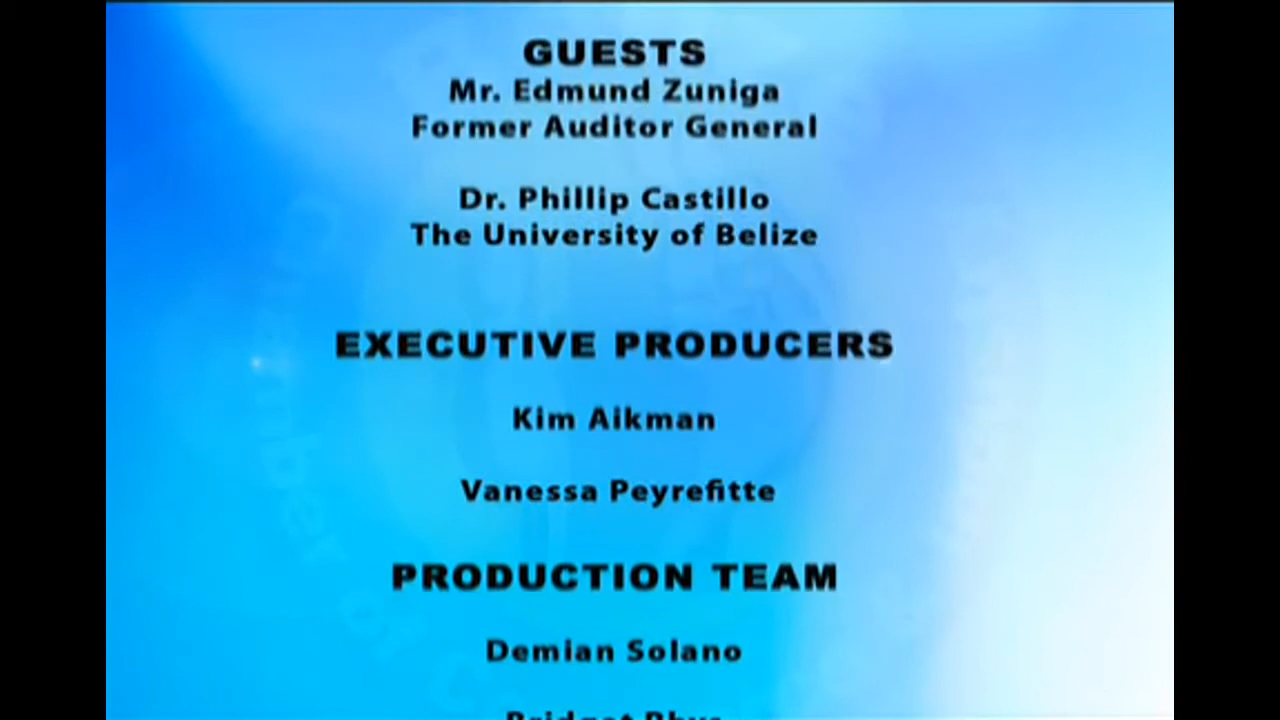 GUESTS
Mr. Edmund Zuniga
Former Auditor General
Dr. Phillip Castillo
The University of Belize
EXECUTIVE PRODUCERS
Kim Aikman
Vanessa Peyrefitte
PRODUCTION TEAM
Demian Solano